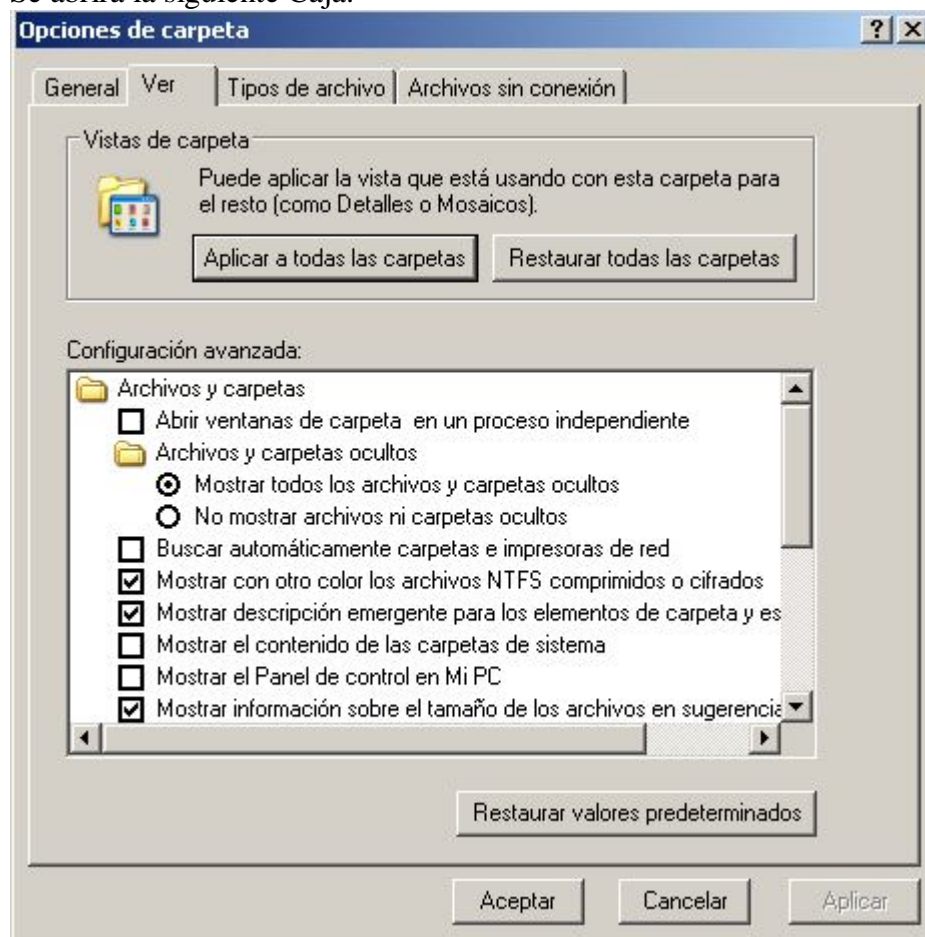 Se abrirá la siguiente Caja:
Opciones de carpeta
General Ver Tipos de archivo Archivos sin conexión
Vistas de carpeta
Puede aplicar la vista que está usando con esta carpeta para
el resto (como Detalles o Mosaicos).
Aplicar a todas las carpetas Restaurar todas las carpetas
Configuración avanzada:
Archivos y carpetas
Abrir ventanas de carpeta en un proceso independiente
Archivos y carpetas ocultos
Mostrar todos los archivos y carpetas ocultos
No mostrar archivos ni carpetas ocultos
Buscar automáticamente carpetas e impresoras de red
Mostrar con otro color los archivos NTFS comprimidos o cifrados
Mostrar descripción emergente para los elementos de carpeta y es
Mostrar el contenido de las carpetas de sistema
Mostrar el Panel de control en Mi PC
Mostrar información sobre el tamaño de los archivos en sugerencia
Restaurar valores predeterminados
Aceptar Cancelar Aplicar